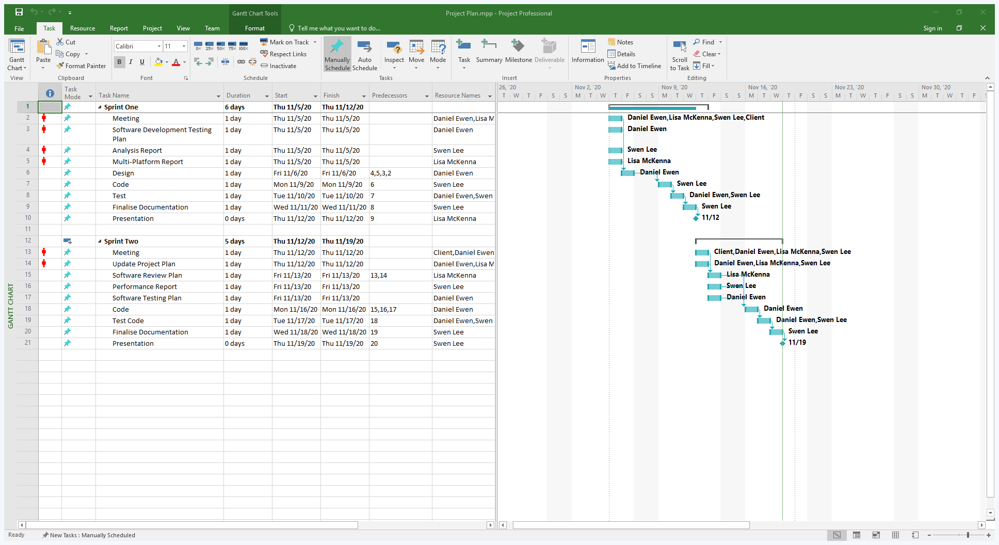 Gantt Chart Tools
Project Plan.mpp - Project Professional
File Task Resource Report Project View Team Format Tell me what you want to do... Sign in
Gantt Chart
View
Paste
Cut
Copy
Format Painter
Clipboard
Calibri 11
B I U
Font
0% 25% 50% 75% 100%
Mark on Track
Respect Links
Inactivate
Schedule
Manually Schedule
Auto Schedule
Inspect Move Mode
Tasks
Task Summary Milestone Deliverable
Insert
Information
Notes
Details
Add to Timeline
Properties
Scroll to Task
Find
Clear
Fill
Editing
Task Mode Task Name Duration Start Finish Predecessors Resource Names
1 Sprint One 6 days Thu 11/5/20 Thu 11/12/20
2 Meeting 1 day Thu 11/5/20 Thu 11/5/20 Daniel Ewen,Lisa M
3 Software Development Testing Plan 1 day Thu 11/5/20 Thu 11/5/20 Daniel Ewen
4 Analysis Report 1 day Thu 11/5/20 Thu 11/5/20 Swen Lee
5 Multi-Platform Report 1 day Thu 11/5/20 Thu 11/5/20 Lisa McKenna
6 Design 1 day Fri 11/6/20 Fri 11/6/20 4,5,3,2 Daniel Ewen
7 Code 1 day Mon 11/9/20 Mon 11/9/20 6 Swen Lee
8 Test 1 day Tue 11/10/20 Tue 11/10/20 7 Daniel Ewen,Swen
9 Finalise Documentation 1 day Wed 11/11/20 Wed 11/11/20 8 Swen Lee
10 Presentation 0 days Thu 11/12/20 Thu 11/12/20 9 Lisa McKenna
11
12 Sprint Two 5 days Thu 11/12/20 Thu 11/19/20
13 Meeting 1 day Thu 11/12/20 Thu 11/12/20 Client,Daniel Ewen
14 Update Project Plan 1 day Thu 11/12/20 Thu 11/12/20 Daniel Ewen,Lisa M
15 Software Review Plan 1 day Fri 11/13/20 Fri 11/13/20 13,14 Lisa McKenna
16 Performance Report 1 day Fri 11/13/20 Fri 11/13/20 Swen Lee
17 Software Testing Plan 1 day Fri 11/13/20 Fri 11/13/20 Daniel Ewen
18 Code 1 day Mon 11/16/20 Mon 11/16/20 15,16,17 Daniel Ewen
19 Test Code 1 day Tue 11/17/20 Tue 11/17/20 18 Daniel Ewen,Swen
20 Finalise Documentation 1 day Wed 11/18/20 Wed 11/18/20 19 Swen Lee
21 Presentation 0 days Thu 11/19/20 Thu 11/19/20 20 Swen Lee
GANTT CHART
26, '20 Nov 2, '20 Nov 9, '20 Nov 16, '20 Nov 23, '20 Nov 30, '20
T W T F S S M T W T F S S M T W T F S S M T W T F S S M T W T F S S M T W T F
Daniel Ewen,Lisa McKenna,Swen Lee,Client
Daniel Ewen
Swen Lee
Lisa McKenna
Daniel Ewen
Swen Lee
Daniel Ewen,Swen Lee
Swen Lee
11/12
Client,Daniel Ewen,Lisa McKenna,Swen Lee
Daniel Ewen,Lisa McKenna,Swen Lee
Lisa McKenna
Swen Lee
Daniel Ewen
Daniel Ewen
Daniel Ewen,Swen Lee
Swen Lee
11/19
Ready New Tasks : Manually Scheduled